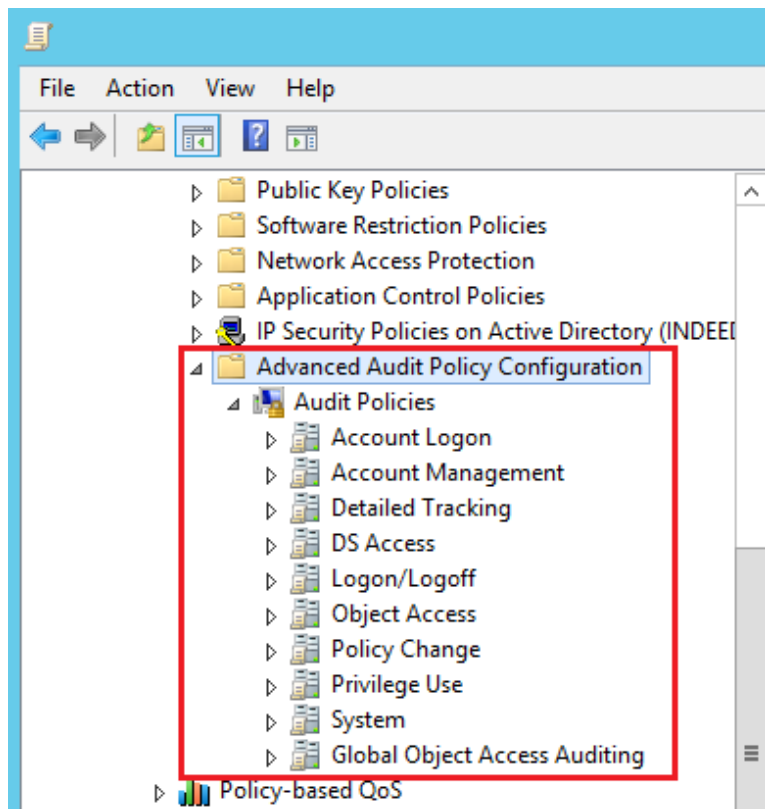 File Action View Help
Public Key Policies
Software Restriction Policies
Network Access Protection
Application Control Policies
IP Security Policies on Active Directory (INDEED
Advanced Audit Policy Configuration
Audit Policies
Account Logon
Account Management
Detailed Tracking
DS Access
Logon/Logoff
Object Access
Policy Change
Privilege Use
System
Global Object Access Auditing
Policy-based QoS